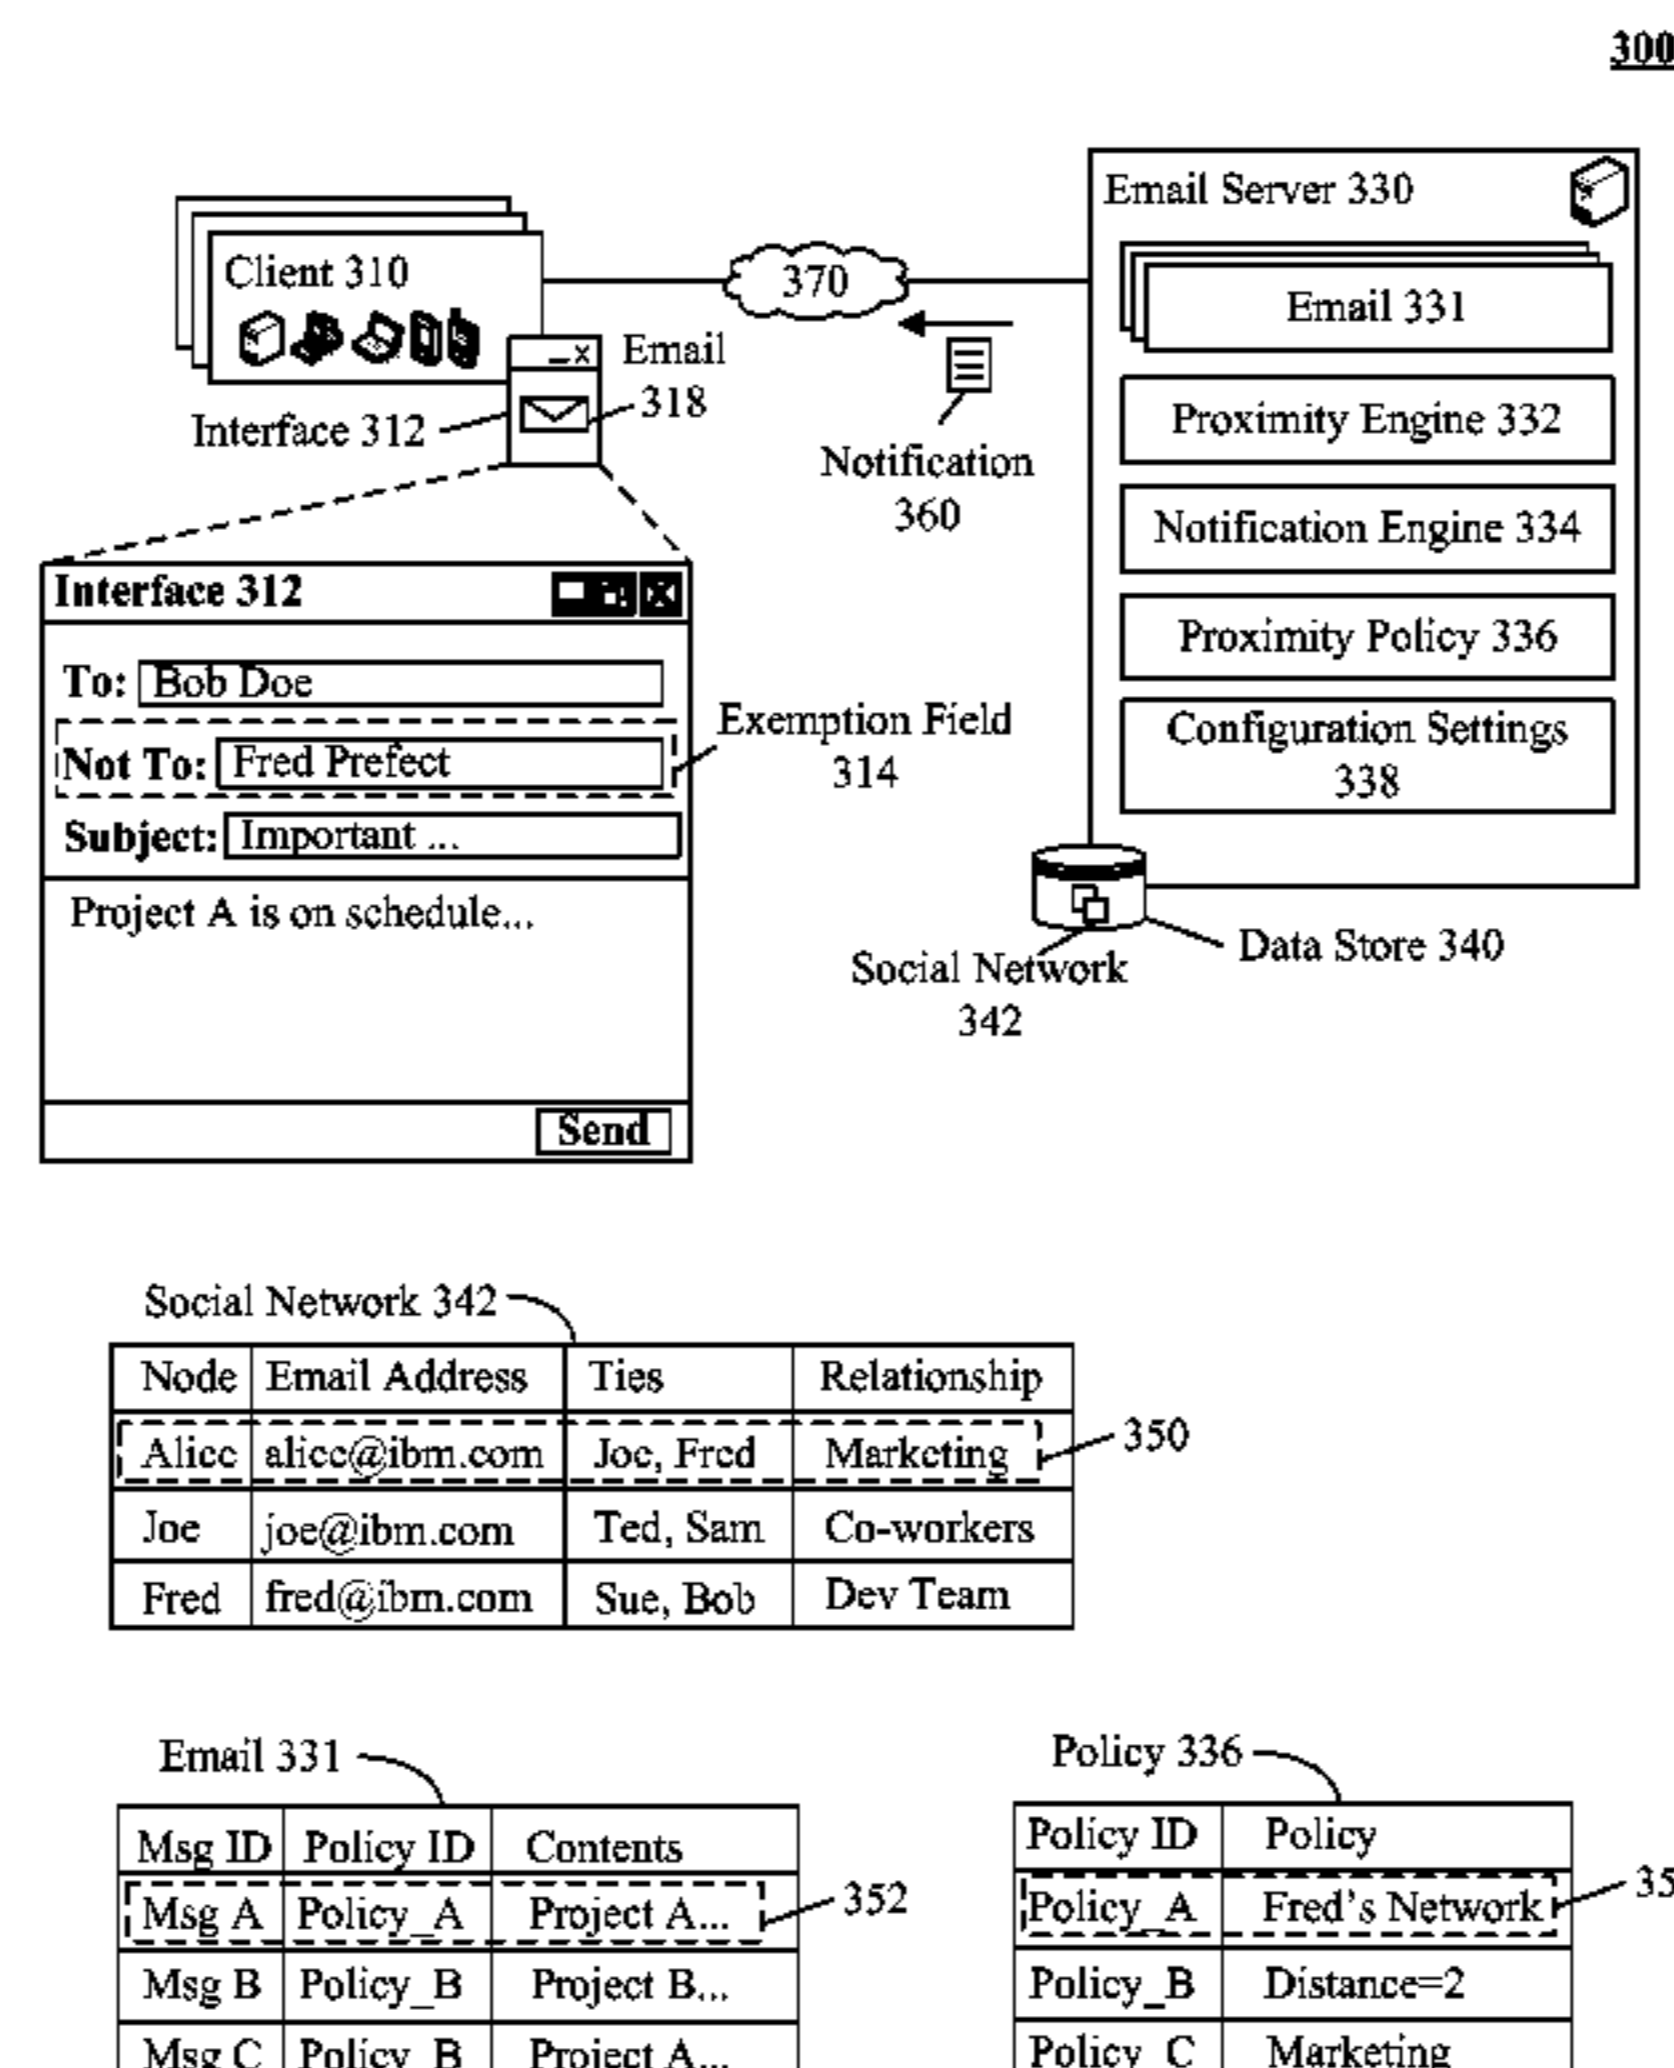 300
Email Server 330
Client 310
370
Email 331
Email
318
Interface 312
Notification
360
Proximity Engine 332
Notification Engine 334
Proximity Policy 336
Configuration Settings
338
Interface 312
To: Bob Doe
Not To: Fred Prefect
Exemption Field
314
Subject: Important ...
Project A is on schedule...
Send
Data Store 340
Social Network
342
Social Network 342
Node Email Address Ties Relationship
Alice alice@ibm.com Joe, Fred Marketing
350
Joe joe@ibm.com Ted, Sam Co-workers
Fred fred@ibm.com Sue, Bob Dev Team
Email 331
Msg ID Policy ID Contents
Msg A Policy_A Project A...
352
Msg B Policy_B Project B...
Msg C Policy_B Project A...
Policy 336
Policy ID Policy
Policy_A Fred's Network
Policy_B Distance=2
Policy_C Marketing